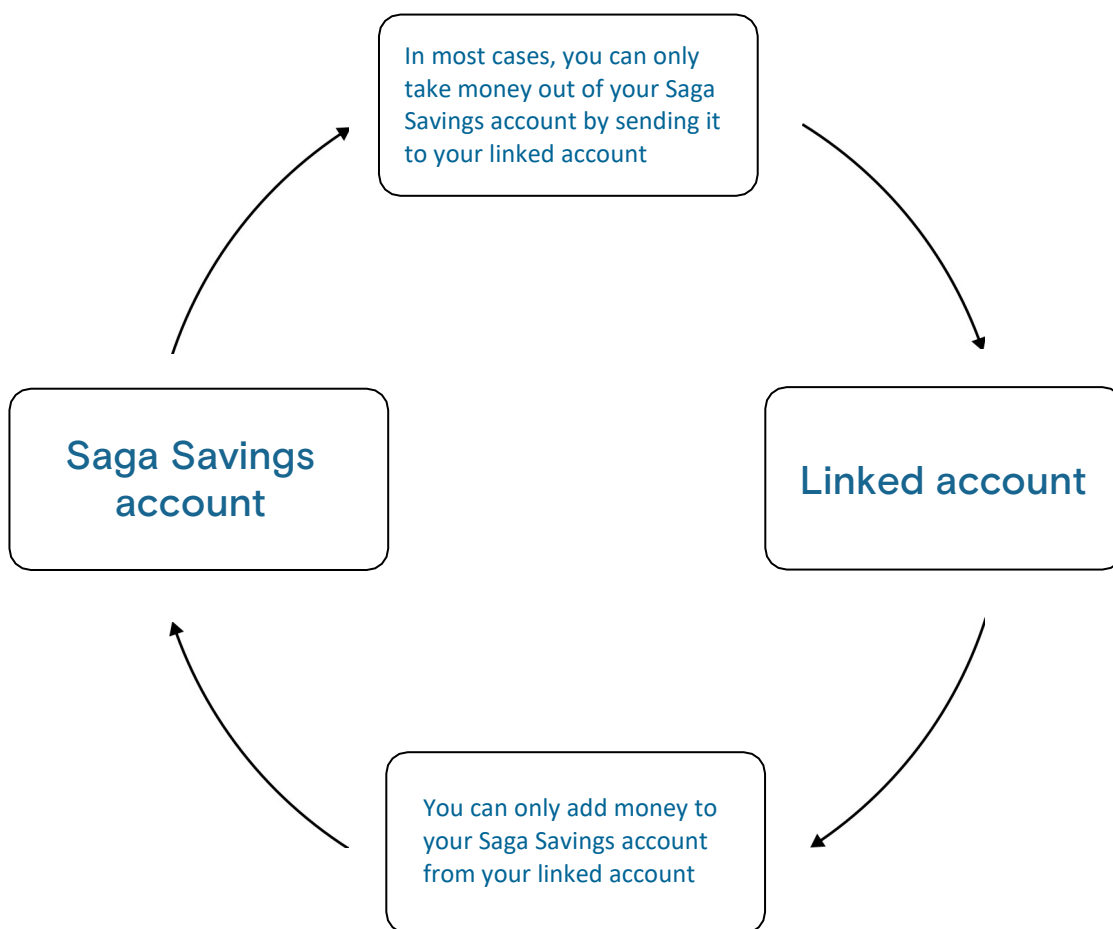 In most cases, you can only
take money out of your Saga
Savings account by sending it
to your linked account
Saga Savings
account
Linked account
You can only add money to
your Saga Savings account
from your linked account